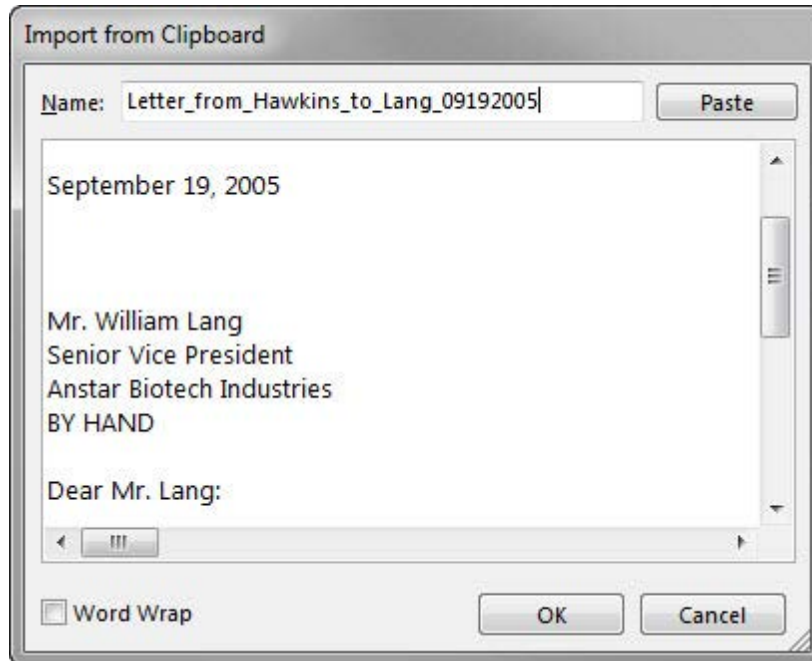 Import from Clipboard
Name: Letter_from_Hawkins_to_Lang_09192005 Paste
September 19, 2005
Mr. William Lang
Senior Vice President
Anstar Biotech Industries
BY HAND
Dear Mr. Lang:
Word Wrap OK Cancel